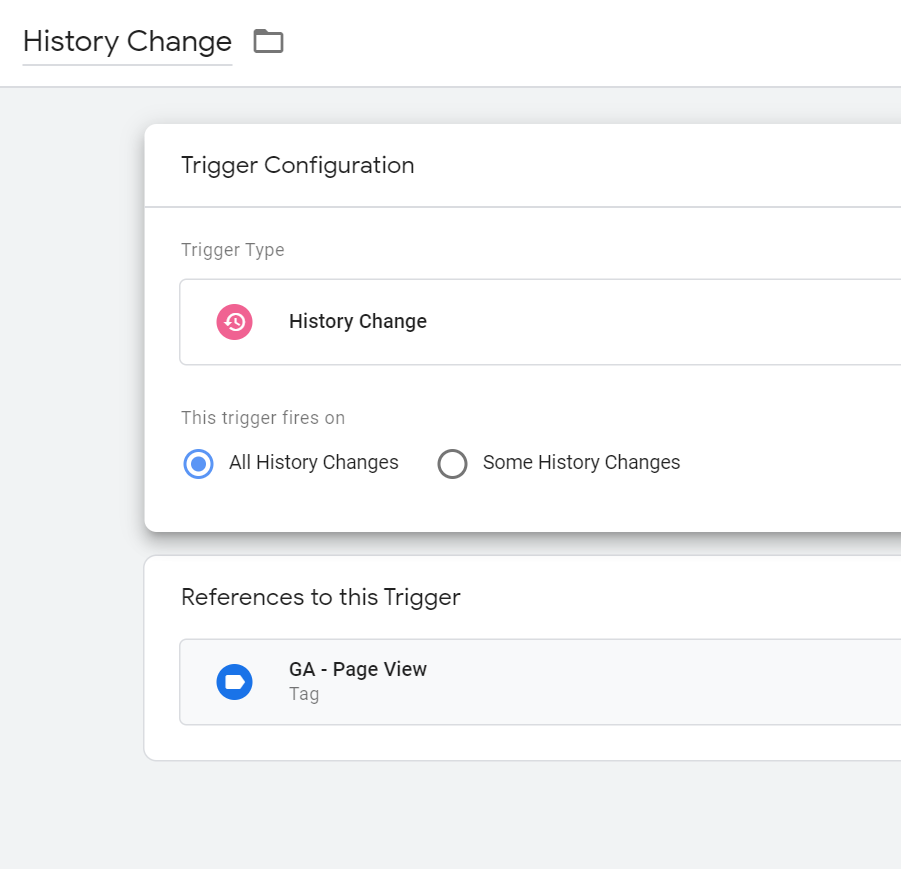 History Change
Trigger Configuration
Trigger Type
History Change
This trigger fires on
All History Changes Some History Changes
References to this Trigger
GA - Page View
Tag